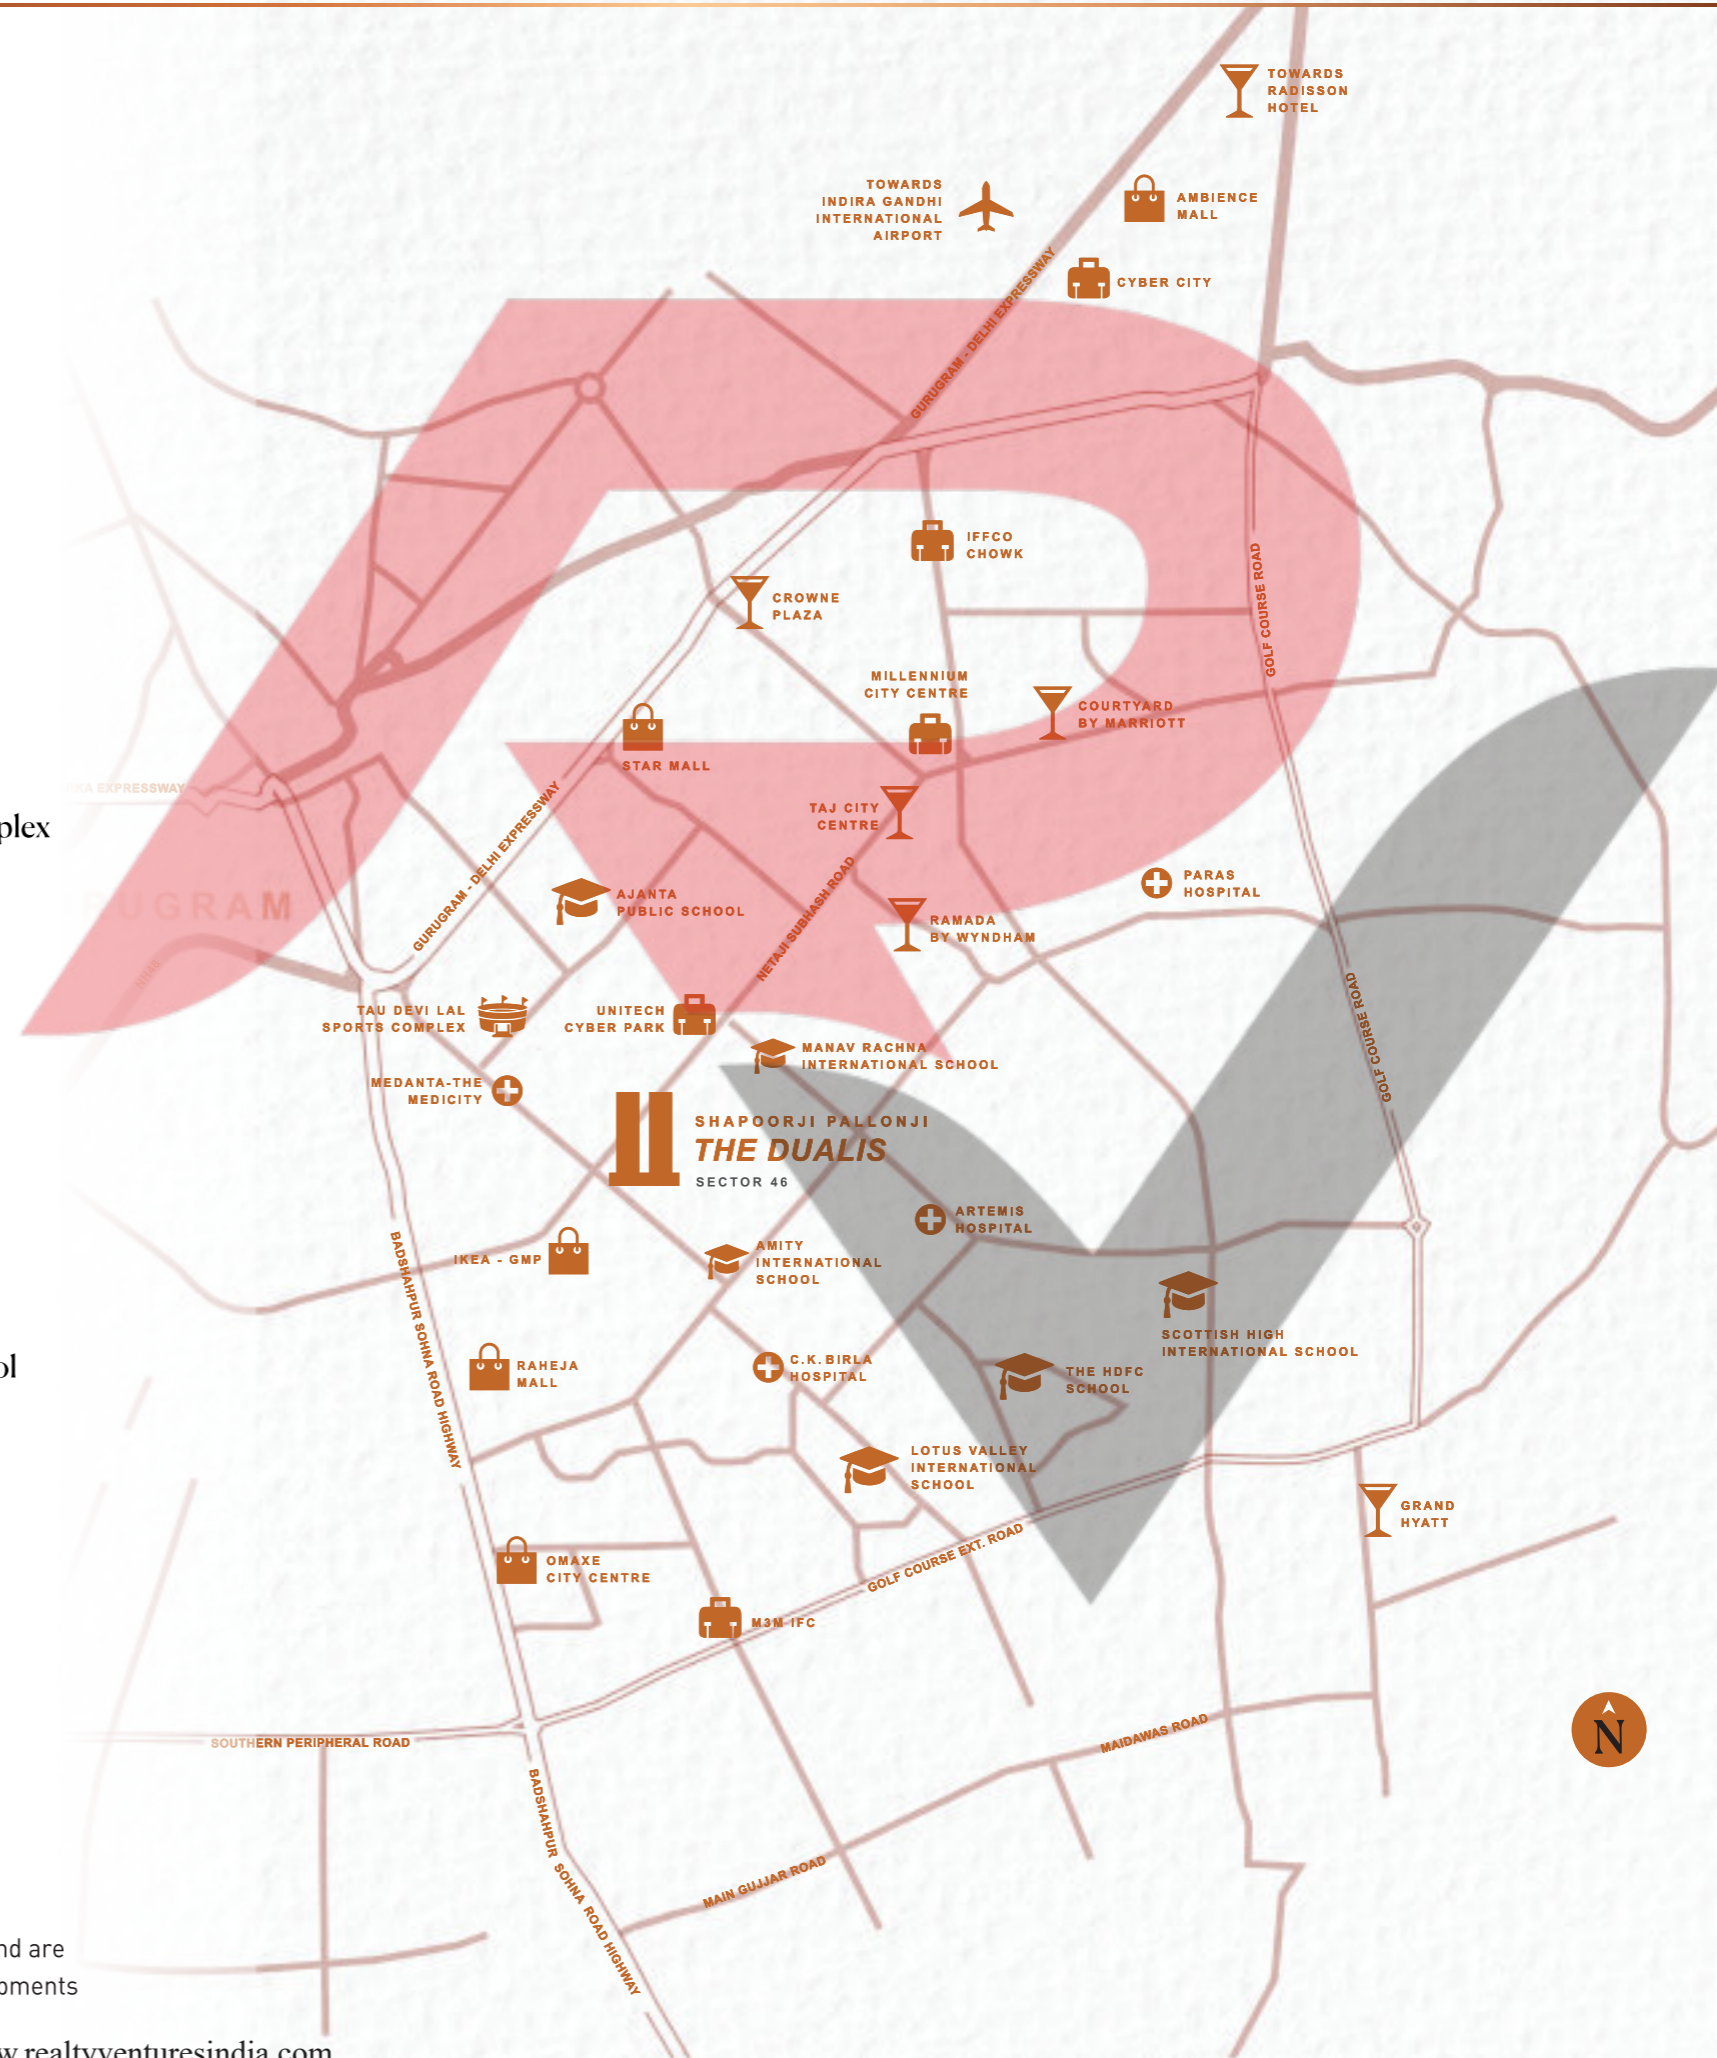 TOWARDS
RADISSON
HOTEL
TOWARDS
INDIRA GANDHI
INTERNATIONAL
AIRPORT
AMBIENCE
MALL
CYBER CITY
GURUGRAM - DELHI EXPRESSWAY
IFFCO
CHOWK
CROWNE
PLAZA
GOLF COURSE ROAD
MILLENNIUM
CITY CENTRE
COURTYARD
BY MARRIOTT
STAR MALL
EXPRESSWAY
TAJ CITY
CENTRE
plex
GURUGRAM - DELHI EXPRESSWAY
NETAJI SUBHASH ROAD
PARAS
HOSPITAL
AJANTA
PUBLIC SCHOOL
UGRAM
RAMADA
BY WYNDHAM
GOLF COURSE ROAD
TAU DEVI LAL
SPORTS COMPLEX
UNITECH
CYBER PARK
MANAV RACHNA
INTERNATIONAL SCHOOL
MEDANTA-THE
MEDICITY
SHAPOORJI PALLONJI
THE DUALIS
SECTOR 46
ARTEMIS
HOSPITAL
IKEA - GMP
AMITY
INTERNATIONAL
SCHOOL
BADSHAHPUR SOHNA ROAD HIGHWAY
SCOTTISH HIGH
INTERNATIONAL SCHOOL
ol
RAHEJA
MALL
C.K. BIRLA
HOSPITAL
THE HDFC
SCHOOL
LOTUS VALLEY
INTERNATIONAL
SCHOOL
GRAND
HYATT
GOLF COURSE EXT. ROAD
OMAXE
CITY CENTRE
M3M IFC
SOUTHERN PERIPHERAL ROAD
MAIDAWAS ROAD
N
BADSHAHPUR SOHNA ROAD HIGHWAY
MAIN GUJJAR ROAD
nd are
pments
w.realtyventuresindia.com